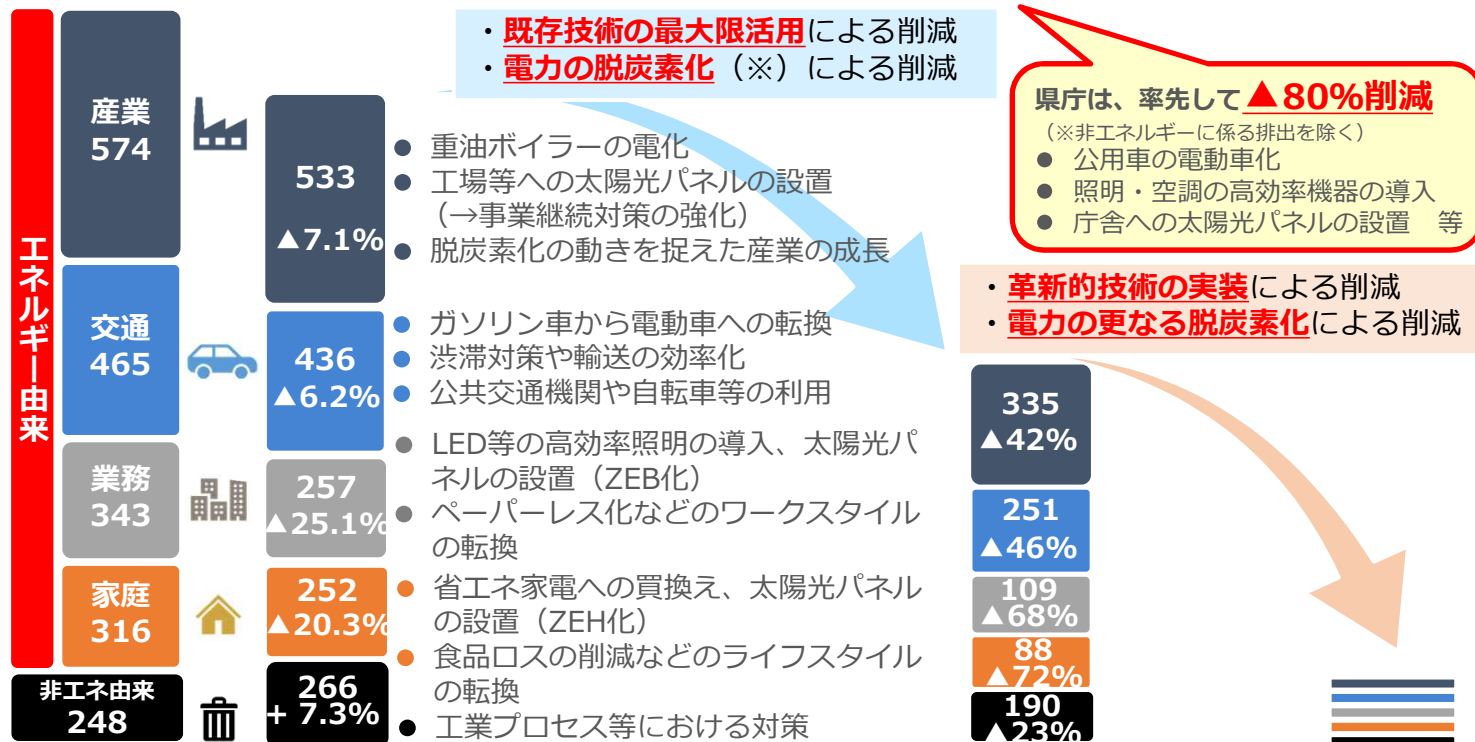 ・既存技術の最大限活用による削減
・電力の脱炭素化（※）による削減
県庁は、率先して▲80%削減
（※非エネルギーに係る排出を除く）
● 公用車の電動車化
● 照明・空調の高効率機器の導入
● 庁舎への太陽光パネルの設置　等
エネルギー由来
産業
574
533
▲7.1%
● 重油ボイラーの電化
● 工場等への太陽光パネルの設置
（→事業継続対策の強化）
● 脱炭素化の動きを捉えた産業の成長
・革新的技術の実装による削減
・電力の更なる脱炭素化による削減
交通
465
436
▲6.2%
● ガソリン車から電動車への転換
● 渋滞対策や輸送の効率化
● 公共交通機関や自転車等の利用
業務
343
257
▲25.1%
● LED等の高効率照明の導入、太陽光パ
ネルの設置（ZEB化）
● ペーパーレス化などのワークスタイル
の転換
家庭
316
252
▲20.3%
● 省エネ家電への買換え、太陽光パネル
の設置（ZEH化）
● 食品ロスの削減などのライフスタイル
の転換
非エネ由来
248
266
+ 7.3%
● 工業プロセス等における対策
335
▲42%
251
▲46%
109
▲68%
88
▲72%
190
▲23%